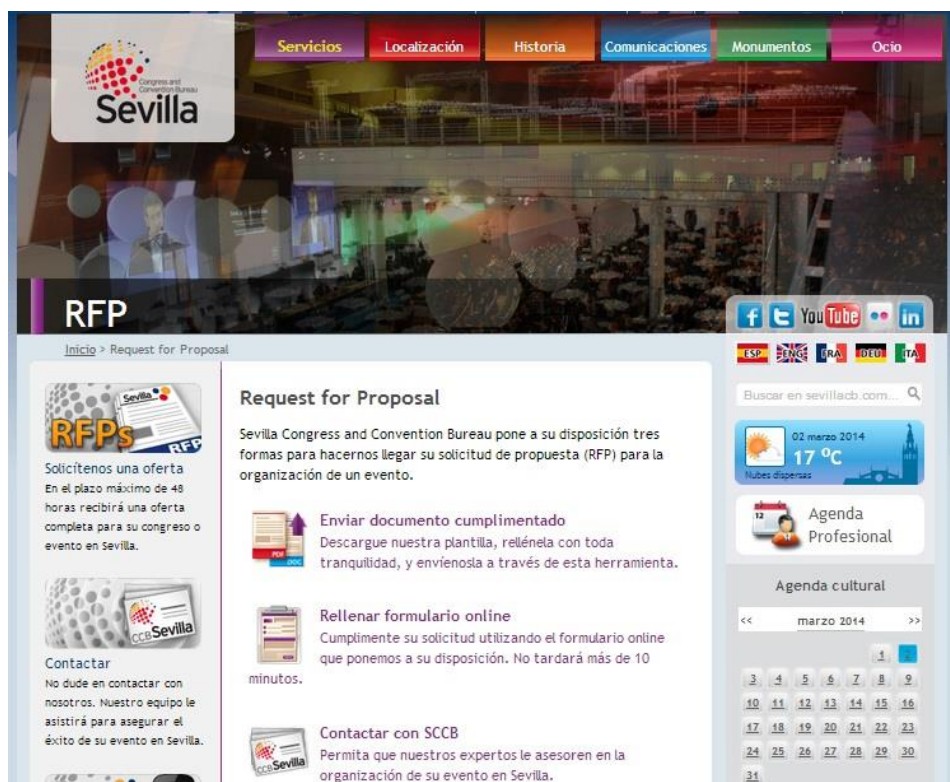 Servicios
Localización
Historia
Comunicaciones
Monumentos
Ocio
Congress and
Convention Bureau
Sevilla
RFP
Inicio > Request for Proposal
f
You Tube
in
ESP
ENG
FRA
DEU
ITA
Sevilla
RFPs
RFP
Solicítenos una oferta
En el plazo máximo de 48
horas recibirá una oferta
completa para su congreso o
evento en Sevilla.
CCB Sevilla
Contactar
No dude en contactar con
nosotros. Nuestro equipo le
asistirá para asegurar el
éxito de su evento en Sevilla.
Request for Proposal
Sevilla Congress and Convention Bureau pone a su disposición tres
formas para hacernos llegar su solicitud de propuesta (RFP) para la
organización de un evento.
PDF
DOC
Enviar documento cumplimentado
Descargue nuestra plantilla, rellénela con toda
tranquilidad, y envíenosla a través de esta herramienta.
Rellenar formulario online
Cumplimente su solicitud utilizando el formulario online
que ponemos a su disposición. No tardará más de 10
minutos.
CCB Sevilla
Contactar con SCCB
Permita que nuestros expertos le asesoren en la
organización de su evento en Sevilla.
Buscar en sevillacb.com...
02 marzo 2014
17 ºC
Nubes dispersas
12
Agenda
Profesional
Agenda cultural
<< marzo 2014 >>
1 2
3 4 5 6 7 8 9
10 11 12 13 14 15 16
17 18 19 20 21 22 23
24 25 26 27 28 29 30
31